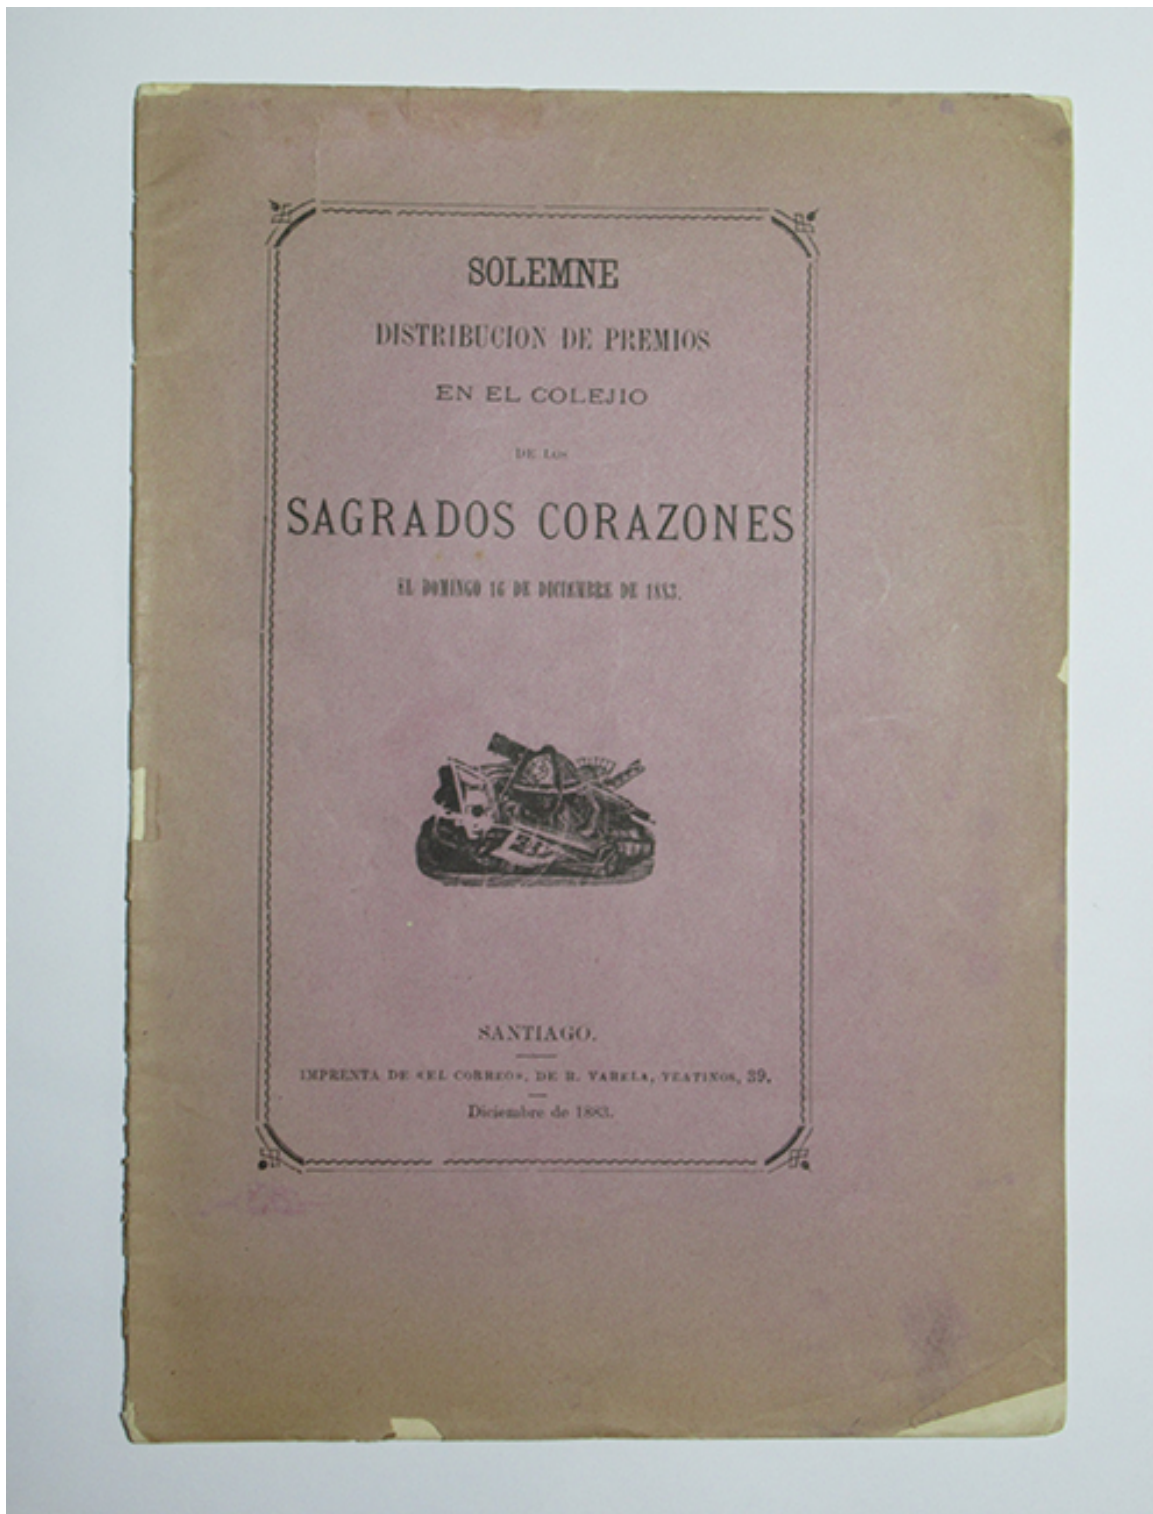 SOLEMNE
DISTRIBUCION DE PREMIOS
EN EL COLEJIO
DE LOS
SAGRADOS CORAZONES
EL DOMINGO 16 DE DICIEMBRE DE 1883.
SANTIAGO.
IMPRENTA DE «EL CORREO», DE R. VARELA, TEATINOS, 39.
Diciembre de 1883.